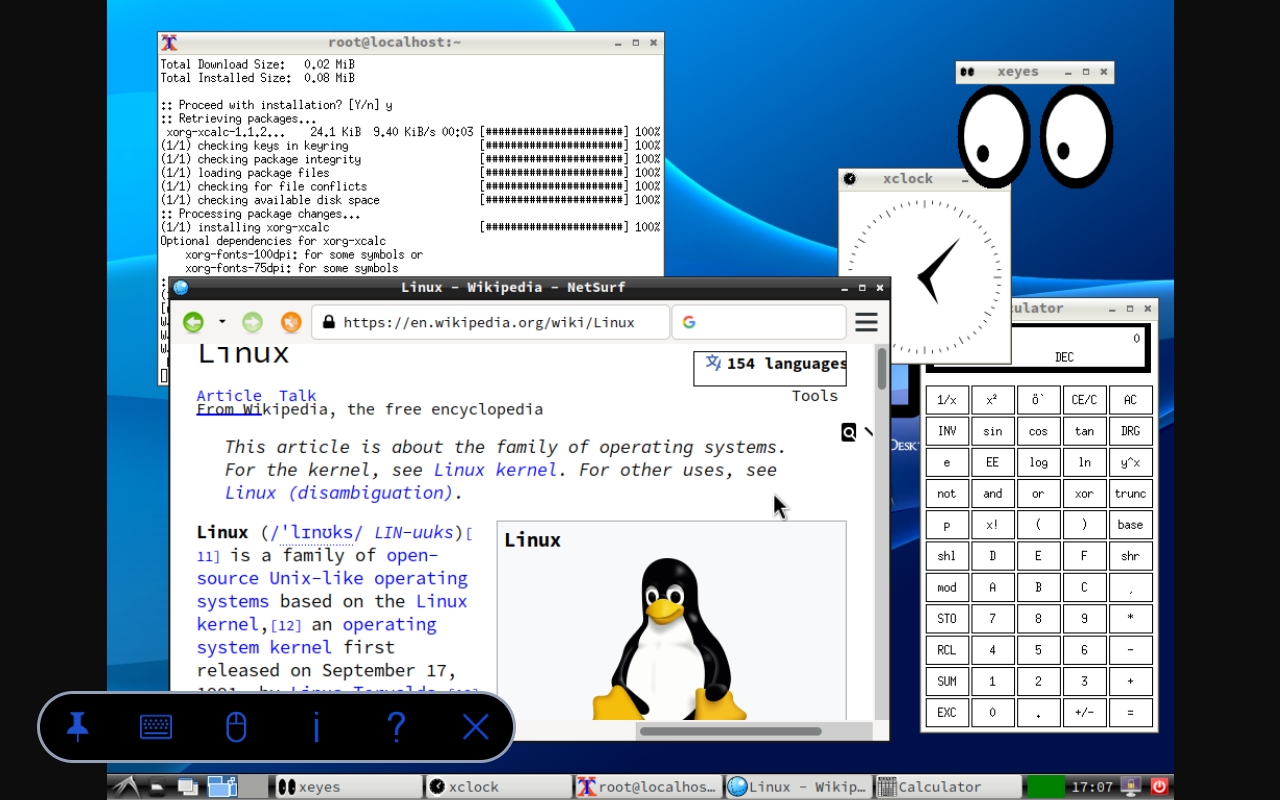 root@localhost:~
Total Download Size:   0.02 MiB
Total Installed Size:  0.08 MiB
:: Proceed with installation? [Y/n] y
:: Retrieving packages...
xorg-xcalc-1.1.2...    24.1 KiB  9.40 KiB/s 00:03 [######################] 100%
(1/1) checking keys in keyring [######################] 100%
(1/1) checking package integrity [######################] 100%
(1/1) loading package files [######################] 100%
(1/1) checking for file conflicts [######################] 100%
(1/1) checking available disk space [######################] 100%
:: Processing package changes...
(1/1) installing xorg-xcalc [######################] 100%
Optional dependencies for xorg-xcalc
xorg-fonts-100dpi: for some symbols or
xorg-fonts-75dpi: for some symbols
xeyes
xclock
Linux - Wikipedia - NetSurf
https://en.wikipedia.org/wiki/Linux
G
Linux
154 languages
Article Talk
Tools
From Wikipedia, the free encyclopedia
This article is about the family of operating systems.
For the kernel, see Linux kernel. For other uses, see
Linux (disambiguation).
Linux (/ˈlɪnʊks/ LIN-uuks)[
11] is a family of open-
source Unix-like operating
systems based on the Linux
kernel,[12] an operating
system kernel first
released on September 17,
1991, by Linus Torvalds.
Linux
0
DEC
1/x x² ö` CE/C AC
INV sin cos tan DRG
e EE log ln y^x
not and or xor trunc
p x! ( ) base
shl D E F shr
mod A B C ,
STO 7 8 9 *
RCL 4 5 6 -
SUM 1 2 3 +
EXC 0 . +/- =
i ?
xeyes
xclock
root@localhos...
Linux - Wikip...
Calculator
17:07